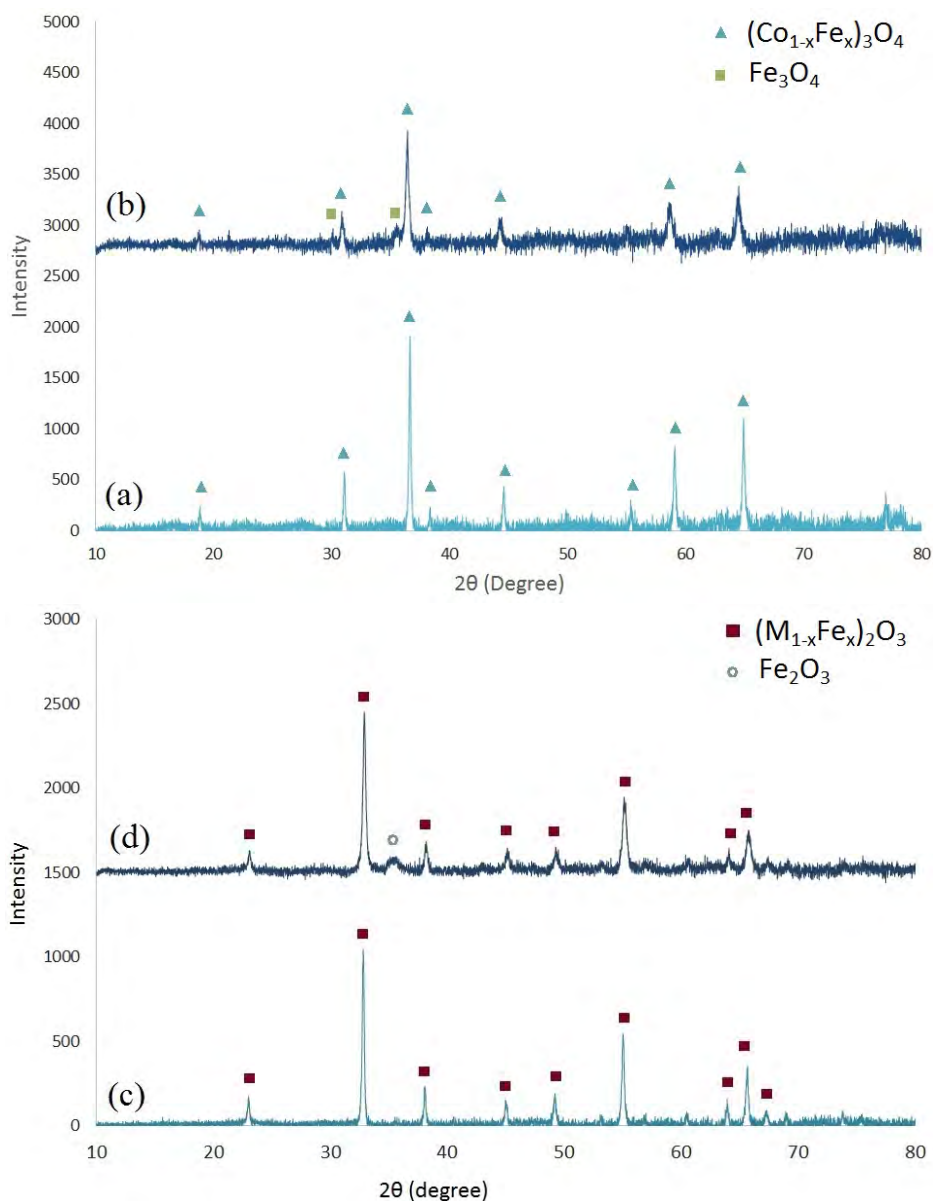 5000
4500
4000
3500
3000
2500
2000
1500
1000
500
0
Intensity
(Co₁₋ₓFeₓ)₃O₄
Fe₃O₄
(b)
(a)
10 20 30 40 50 60 70 80
2θ (Degree)
3000
2500
2000
1500
1000
500
0
Intensity
(M₁₋ₓFeₓ)₂O₃
Fe₂O₃
(d)
(c)
10 20 30 40 50 60 70 80
2θ (degree)